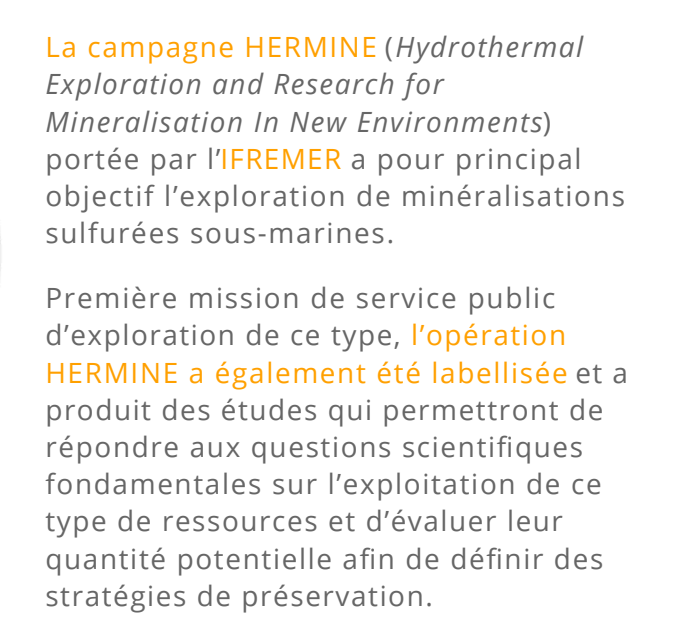 La campagne HERMINE (Hydrothermal
Exploration and Research for
Mineralisation In New Environments)
portée par l’IFREMER a pour principal
objectif l’exploration de minéralisations
sulfurées sous-marines.
Première mission de service public
d’exploration de ce type, l’opération
HERMINE a également été labellisée et a
produit des études qui permettront de
répondre aux questions scientifiques
fondamentales sur l’exploitation de ce
type de ressources et d’évaluer leur
quantité potentielle afin de définir des
stratégies de préservation.